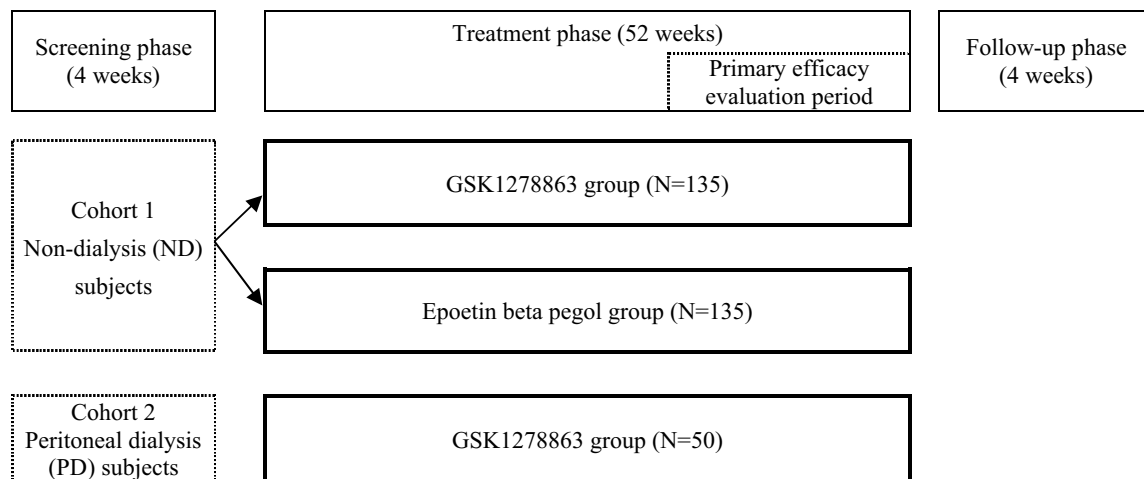 Screening phase
(4 weeks)
Treatment phase (52 weeks)
Primary efficacy
evaluation period
Follow-up phase
(4 weeks)
Cohort 1
Non-dialysis (ND)
subjects
GSK1278863 group (N=135)
Epoetin beta pegol group (N=135)
Cohort 2
Peritoneal dialysis
(PD) subjects
GSK1278863 group (N=50)